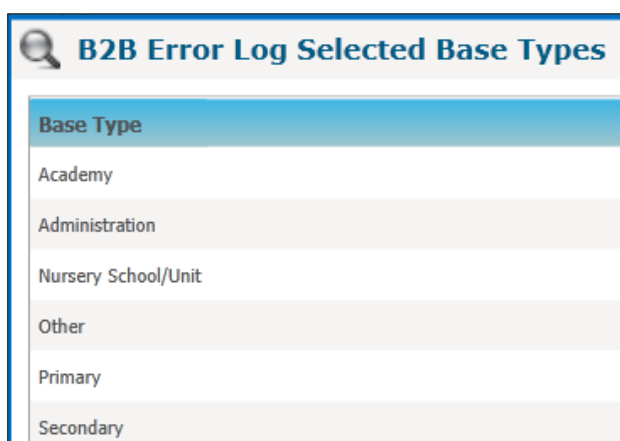 B2B Error Log Selected Base Types
Base Type
Academy
Administration
Nursery School/Unit
Other
Primary
Secondary